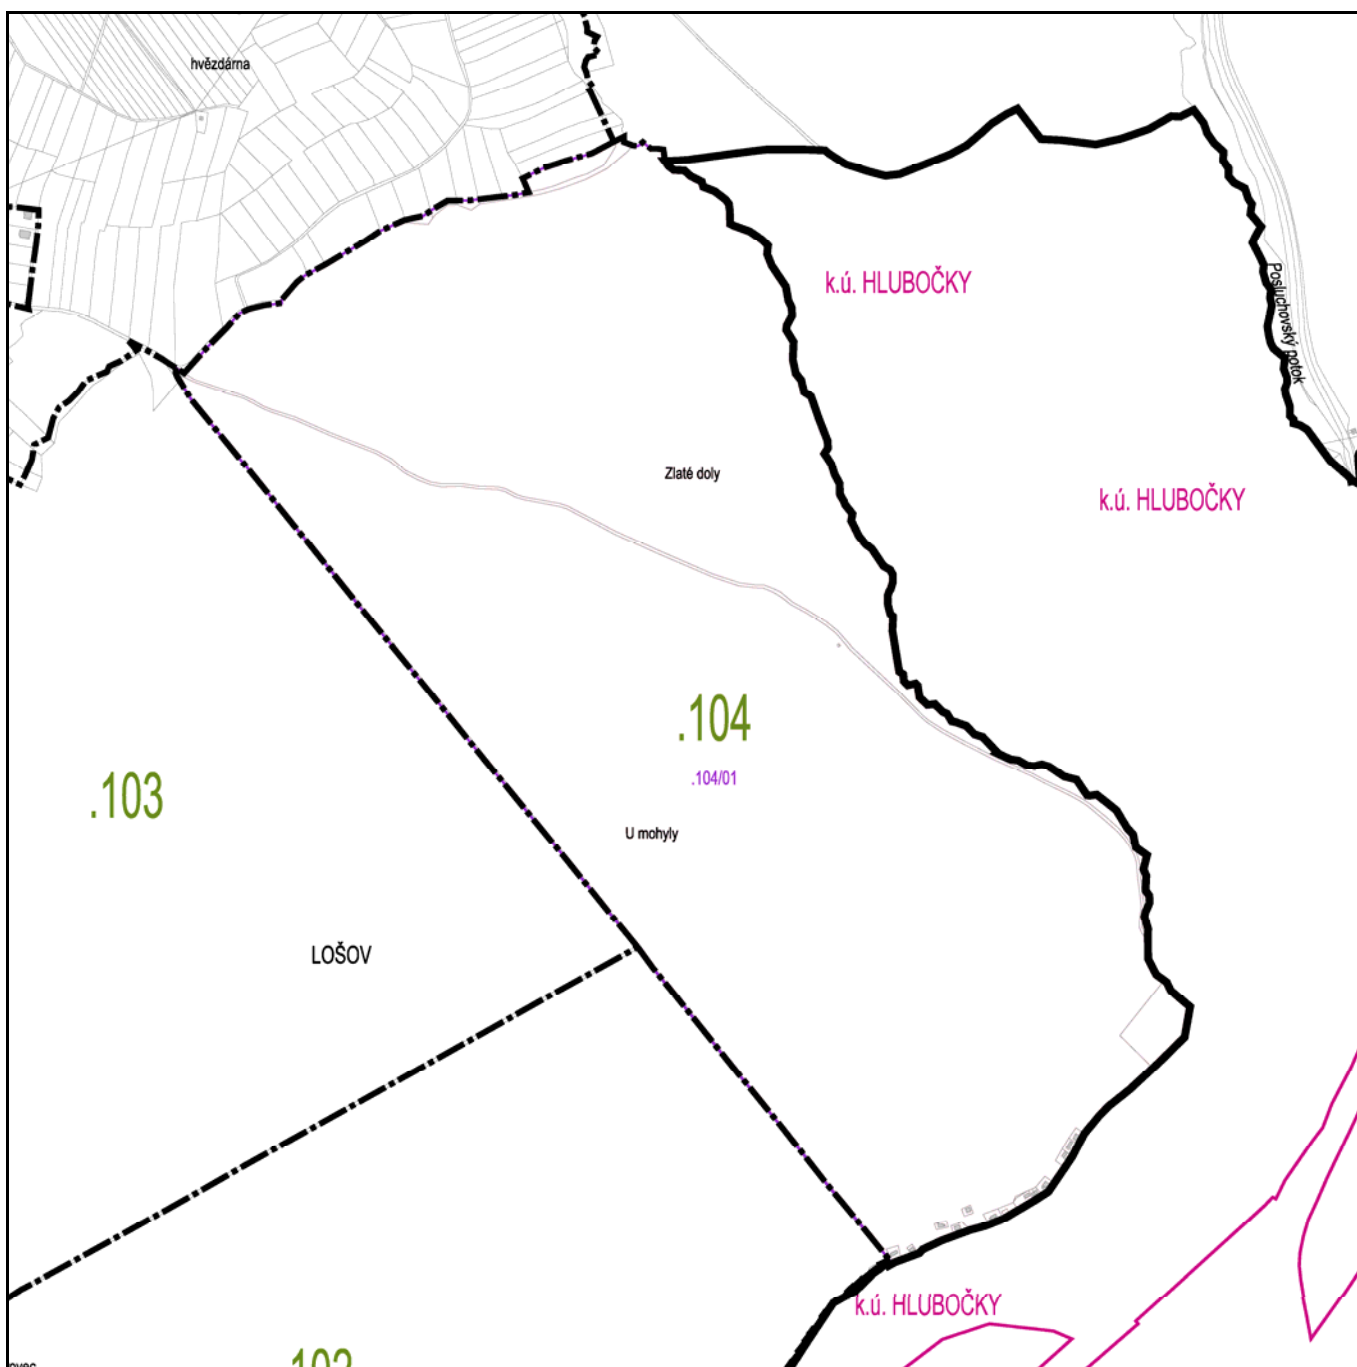 hvězdárna
k.ú. HLUBOČKY
Posluchovský potok
Zlaté doly
k.ú. HLUBOČKY
.104
.104/01
.103
U mohyly
LOŠOV
k.ú. HLUBOČKY